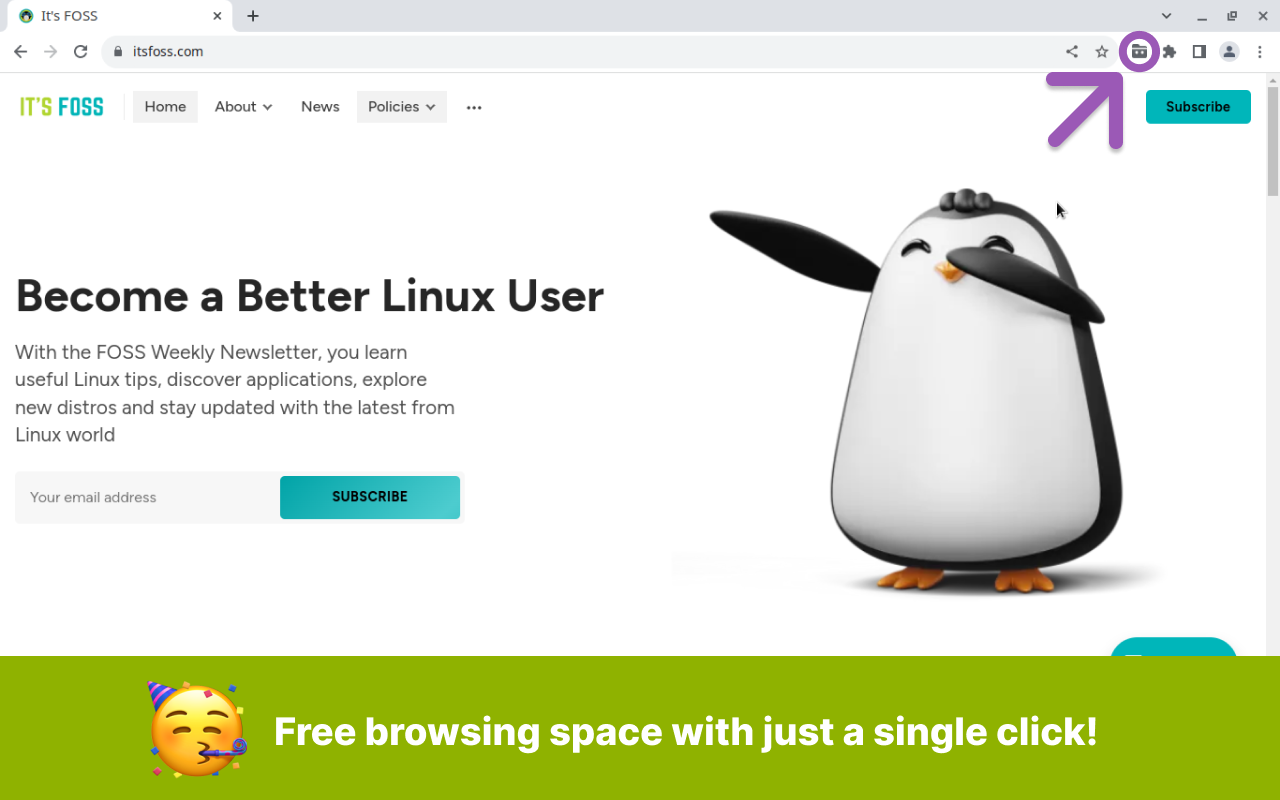 It's FOSS
itsfoss.com
IT'S FOSS
Home
About
News
Policies
Subscribe
Become a Better Linux User
With the FOSS Weekly Newsletter, you learn
useful Linux tips, discover applications, explore
new distros and stay updated with the latest from
Linux world
Your email address
SUBSCRIBE
Free browsing space with just a single click!